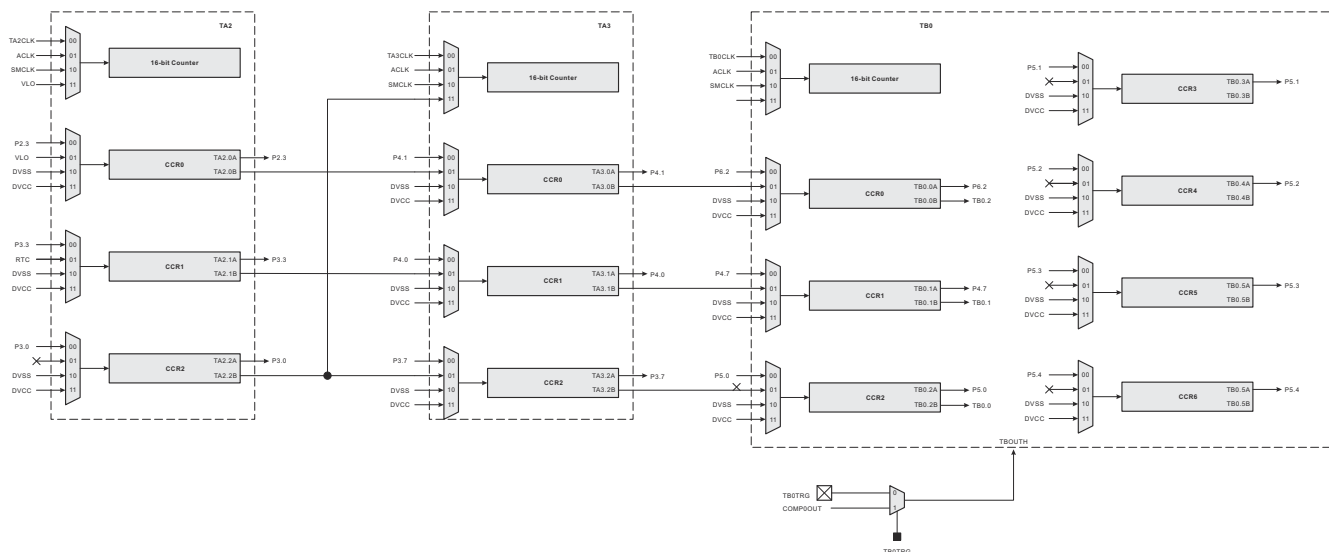 TA2
TA2CLK
00
ACLK
01
SMCLK
10
VLO
11
16-bit Counter
P2.3
00
VLO
01
DVSS
10
DVCC
11
CCR0
TA2.0A
P2.3
TA2.0B
P3.3
00
RTC
01
DVSS
10
DVCC
11
CCR1
TA2.1A
P3.3
TA2.1B
P3.0
00
01
DVSS
10
DVCC
11
CCR2
TA2.2A
P3.0
TA2.2B
TA3
TA3CLK
00
ACLK
01
SMCLK
10
11
16-bit Counter
P4.1
00
01
DVSS
10
DVCC
11
CCR0
TA3.0A
P4.1
TA3.0B
P4.0
00
01
DVSS
10
DVCC
11
CCR1
TA3.1A
P4.0
TA3.1B
P3.7
00
01
DVSS
10
DVCC
11
CCR2
TA3.2A
P3.7
TA3.2B
TB0
TB0CLK
00
ACLK
01
SMCLK
10
11
16-bit Counter
P6.2
00
01
DVSS
10
DVCC
11
CCR0
TB0.0A
P6.2
TB0.0B
TB0.2
P4.7
00
01
DVSS
10
DVCC
11
CCR1
TB0.1A
P4.7
TB0.1B
TB0.1
P5.0
00
01
DVSS
10
DVCC
11
CCR2
TB0.2A
P5.0
TB0.2B
TB0.0
P5.1
00
01
DVSS
10
DVCC
11
CCR3
TB0.3A
P5.1
TB0.3B
P5.2
00
01
DVSS
10
DVCC
11
CCR4
TB0.4A
P5.2
TB0.4B
P5.3
00
01
DVSS
10
DVCC
11
CCR5
TB0.5A
P5.3
TB0.5B
P5.4
00
01
DVSS
10
DVCC
11
CCR6
TB0.5A
P5.4
TB0.5B
TBOUTH
TB0TRG
0
COMP0OUT
1
TB0TRG